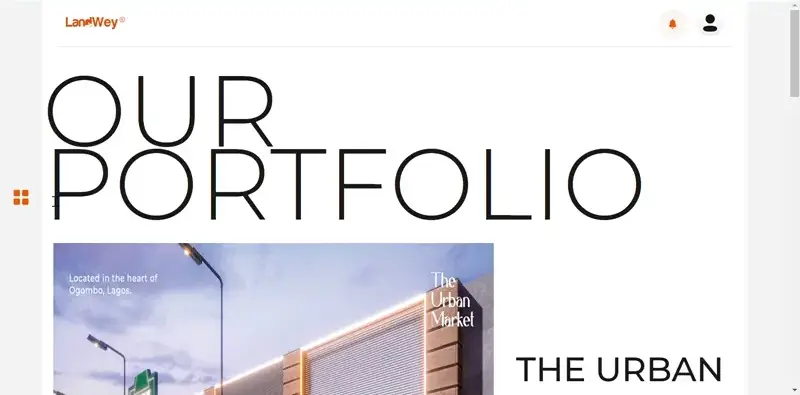 LandWey®
OUR
PORTFOLIO
Located in the heart of
Ogombo, Lagos.
The
Urban
Market
THE URBAN